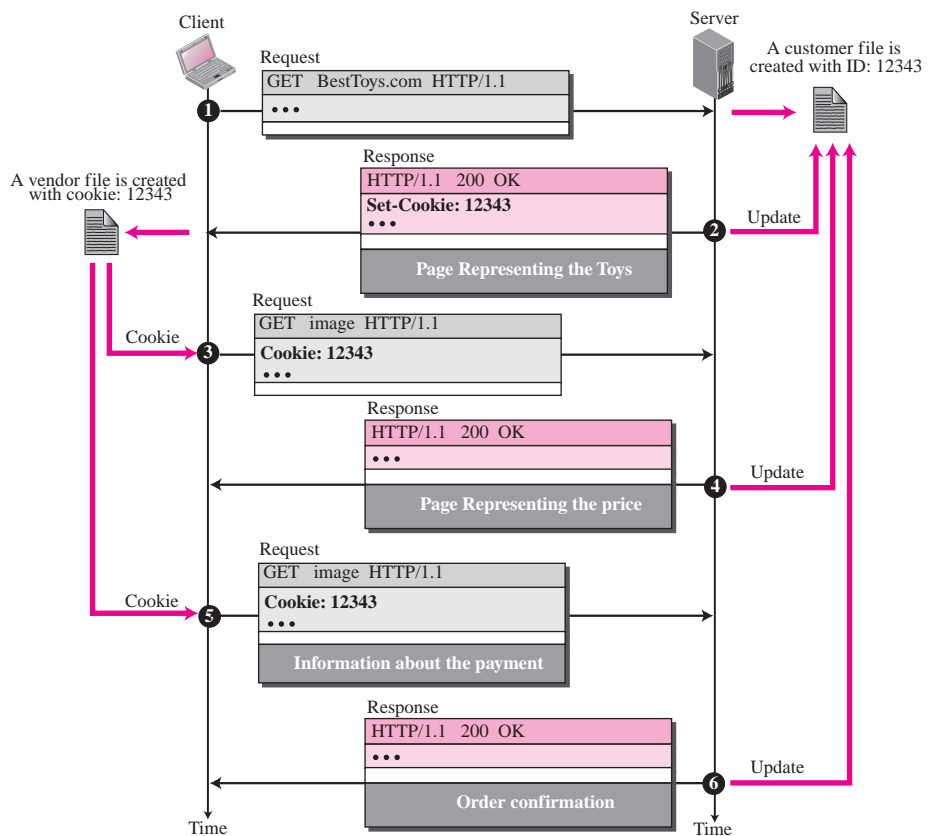 Client
Server
A customer file is
created with ID: 12343
Request
GET BestToys.com HTTP/1.1
• • •
1
Response
HTTP/1.1 200 OK
Set-Cookie: 12343
• • •
Page Representing the Toys
2
Update
A vendor file is created
with cookie: 12343
Request
GET image HTTP/1.1
Cookie: 12343
• • •
Cookie
3
Response
HTTP/1.1 200 OK
• • •
Page Representing the price
4
Update
Request
GET image HTTP/1.1
Cookie: 12343
• • •
Information about the payment
Cookie
5
Response
HTTP/1.1 200 OK
• • •
Order confirmation
6
Update
Time
Time